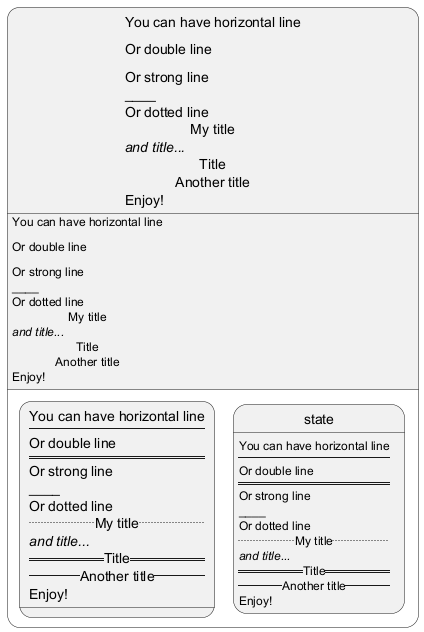 You can have horizontal line
Or double line
Or strong line
____
Or dotted line
My title
and title...
Title
Another title
Enjoy!
You can have horizontal line
Or double line
Or strong line
____
Or dotted line
My title
and title...
Title
Another title
Enjoy!
You can have horizontal line
Or double line
Or strong line
____
Or dotted line
My title
and title...
Title
Another title
Enjoy!
state
You can have horizontal line
Or double line
Or strong line
____
Or dotted line
My title
and title...
Title
Another title
Enjoy!